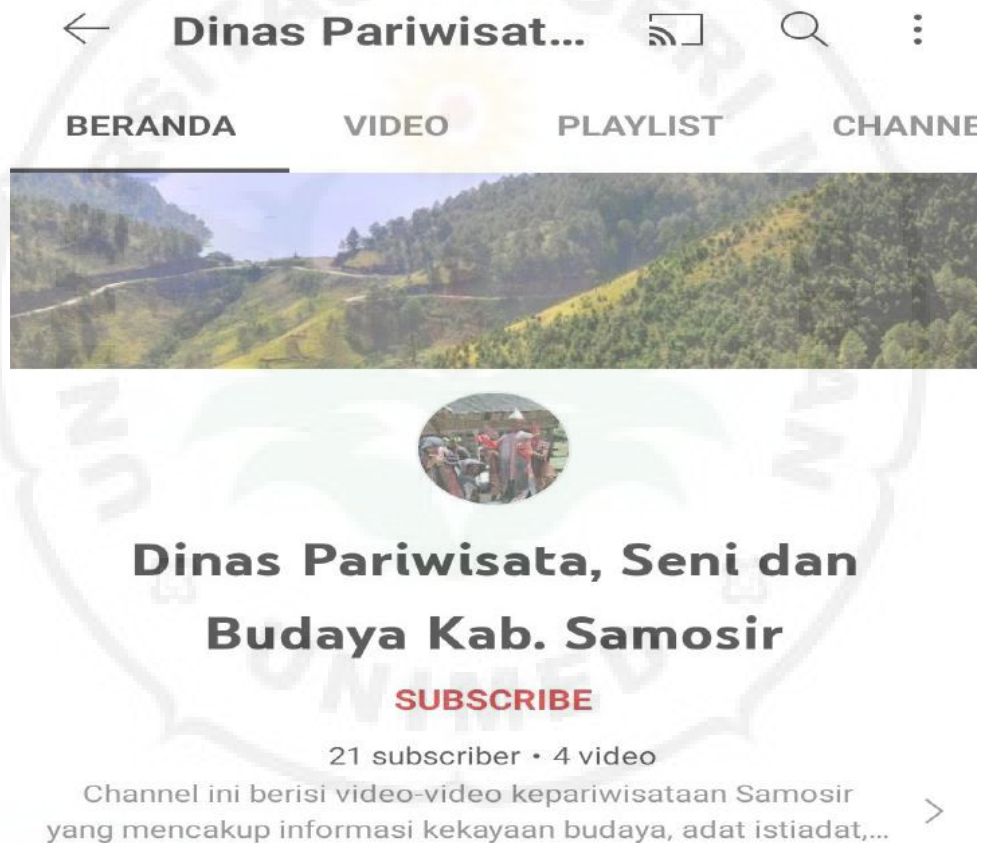 Dinas Pariwisat...
BERANDA VIDEO PLAYLIST CHANNE
Dinas Pariwisata, Seni dan
Budaya Kab. Samosir
SUBSCRIBE
21 subscriber • 4 video
Channel ini berisi video-video kepariwisataan Samosir
yang mencakup informasi kekayaan budaya, adat istiadat,...
UNIMED